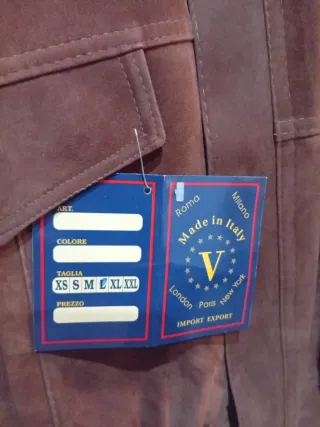 ART.
COLORE
TAGLIA
XS S M L XL XXL
PREZZO
Roma
Milano
Made in Italy
V
London
Paris
New York
IMPORT EXPORT